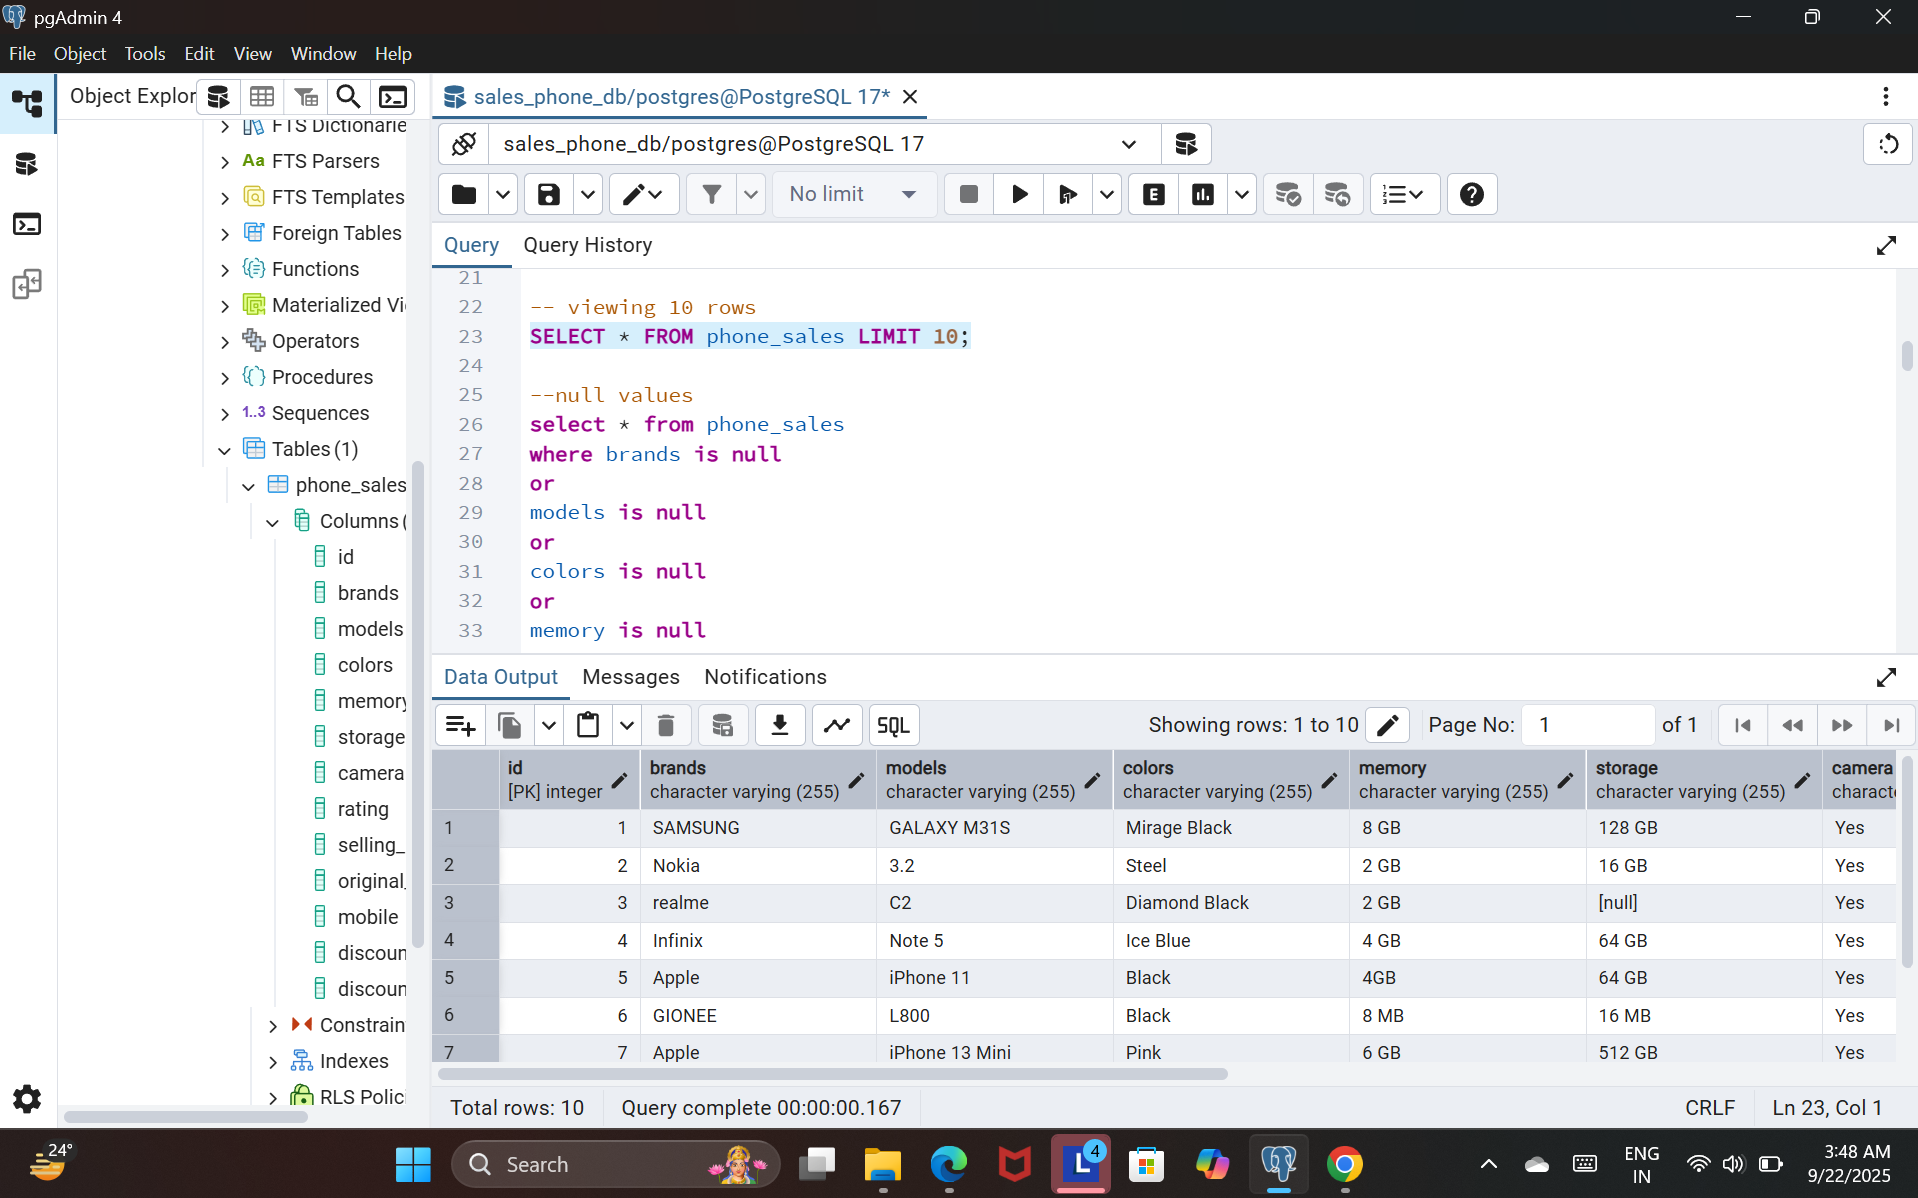 pgAdmin 4
File Object Tools Edit View Window Help
Object Explor
FTS Dictionarie
Aa FTS Parsers
FTS Templates
Foreign Tables
Functions
Materialized Vi
Operators
Procedures
1..3 Sequences
Tables (1)
phone_sales
Columns (
id
brands
models
colors
memory
storage
camera
rating
selling_
original_
mobile
discoun
discoun
Constrain
Indexes
RLS Polic
sales_phone_db/postgres@PostgreSQL 17*
sales_phone_db/postgres@PostgreSQL 17
No limit
E
Query Query History
21
22 -- viewing 10 rows
23 SELECT * FROM phone_sales LIMIT 10;
24
25 --null values
26 select * from phone_sales
27 where brands is null
28 or
29 models is null
30 or
31 colors is null
32 or
33 memory is null
Data Output Messages Notifications
SQL Showing rows: 1 to 10 Page No: 1 of 1
id brands models colors memory storage camera
[PK] integer character varying (255) character varying (255) character varying (255) character varying (255) character varying (255) charact
1 1 SAMSUNG GALAXY M31S Mirage Black 8 GB 128 GB Yes
2 2 Nokia 3.2 Steel 2 GB 16 GB Yes
3 3 realme C2 Diamond Black 2 GB [null] Yes
4 4 Infinix Note 5 Ice Blue 4 GB 64 GB Yes
5 5 Apple iPhone 11 Black 4GB 64 GB Yes
6 6 GIONEE L800 Black 8 MB 16 MB Yes
7 7 Apple iPhone 13 Mini Pink 6 GB 512 GB Yes
Total rows: 10 Query complete 00:00:00.167 CRLF Ln 23, Col 1
24°
Search
L 4
ENG
IN
3:48 AM
9/22/2025